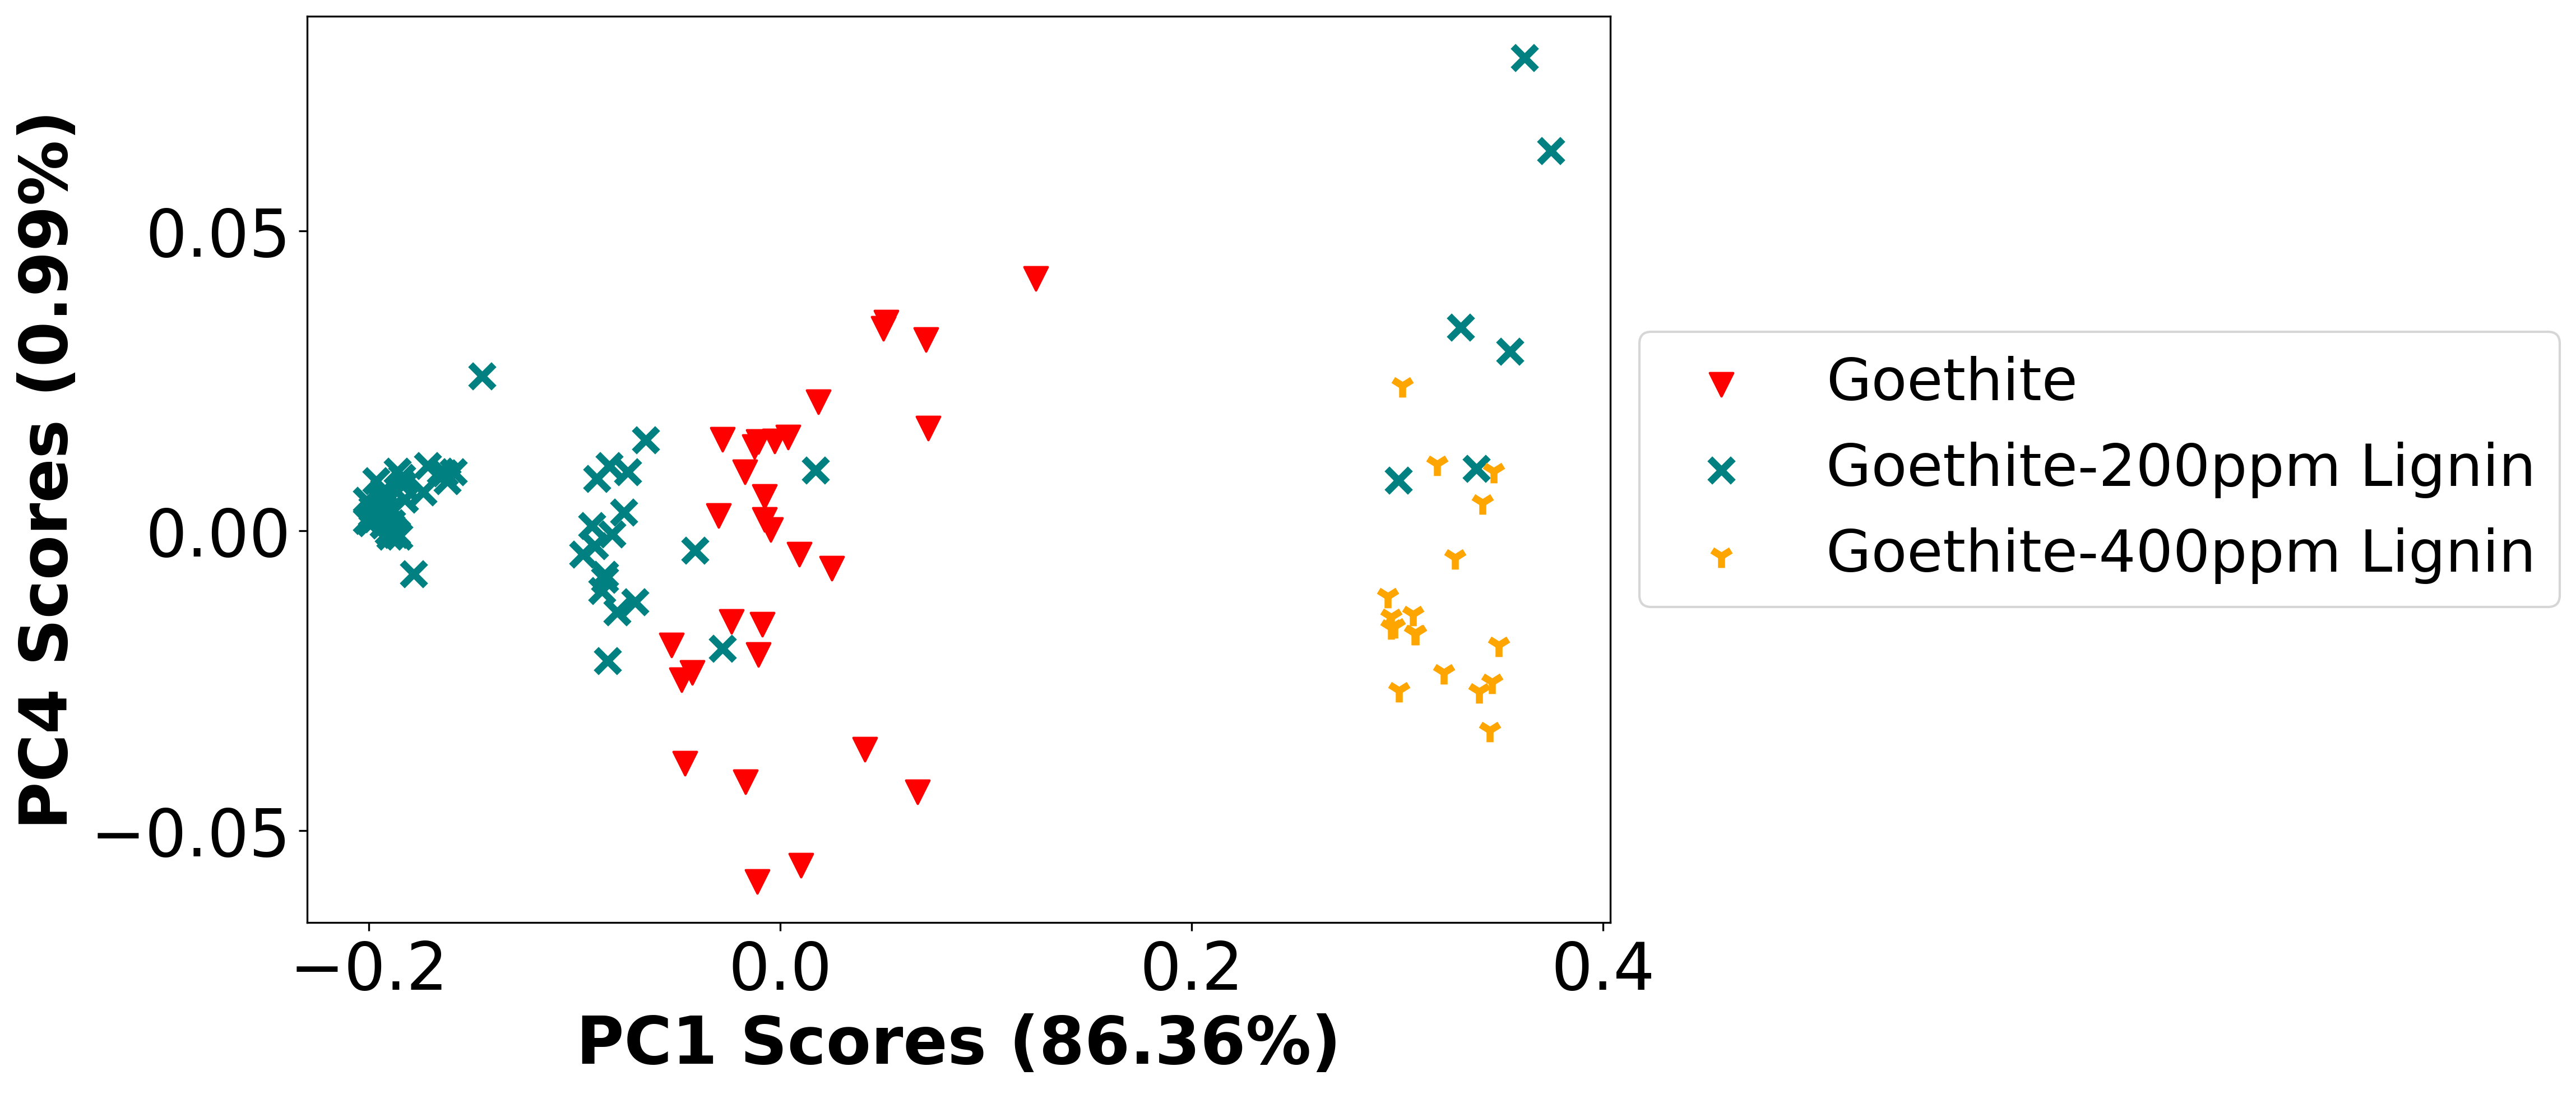 PC4 Scores (0.99%)
0.05
0.00
−0.05
−0.2 0.0 0.2 0.4
PC1 Scores (86.36%)
Goethite
Goethite-200ppm Lignin
Goethite-400ppm Lignin